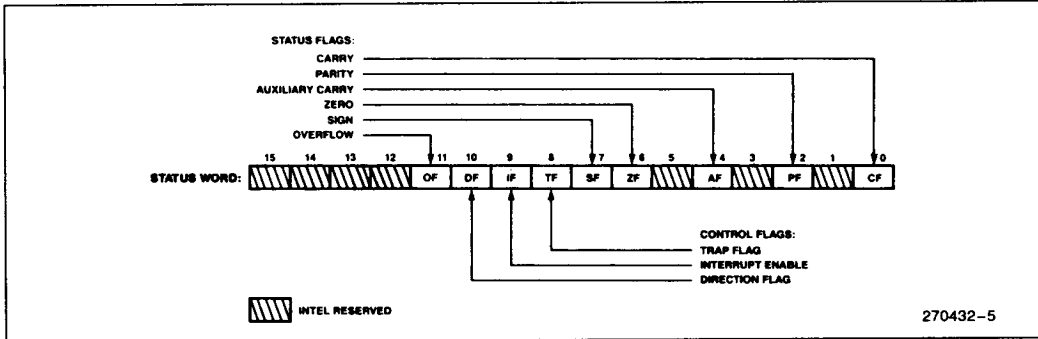 STATUS FLAGS:
CARRY
PARITY
AUXILIARY CARRY
ZERO
SIGN
OVERFLOW
15 14 13 12 11 10 9 8 7 6 5 4 3 2 1 0
STATUS WORD: OF DF IF TF SF ZF AF PF CF
CONTROL FLAGS:
TRAP FLAG
INTERRUPT ENABLE
DIRECTION FLAG
INTEL RESERVED
270432-5